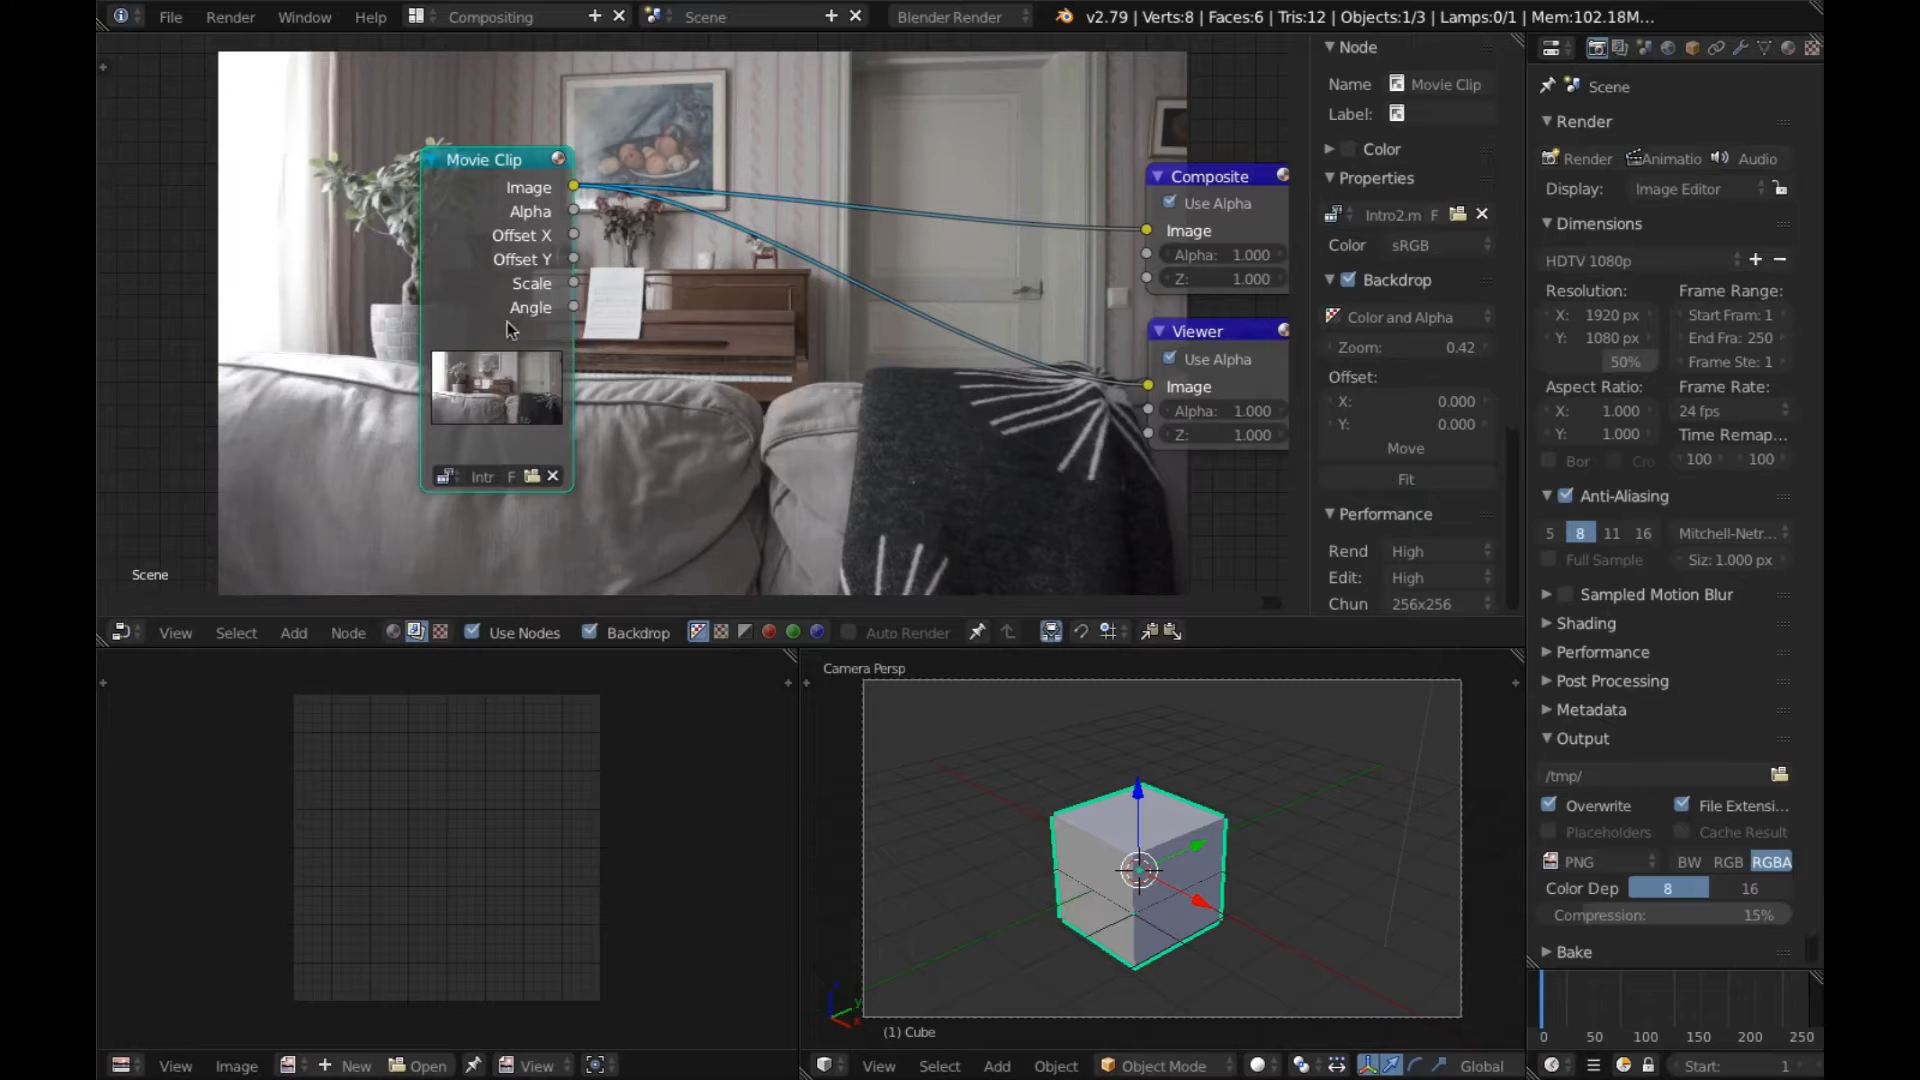 File Render Window Help Compositing Scene Blender Render v2.79 | Verts:8 | Faces:6 | Tris:12 | Objects:1/3 | Lamps:0/1 | Mem:102.18M...
Movie Clip
Image
Alpha
Offset X
Offset Y
Scale
Angle
Intr F
Composite
Use Alpha
Image
Alpha: 1.000
Z: 1.000
Viewer
Use Alpha
Image
Alpha: 1.000
Z: 1.000
Scene
Node
Name Movie Clip
Label:
Color
Properties
Intro2.m F
Color sRGB
Backdrop
Color and Alpha
Zoom: 0.42
Offset:
X: 0.000
Y: 0.000
Move
Fit
Performance
Rend High
Edit: High
Chun 256x256
View Select Add Node Use Nodes Backdrop Auto Render
Scene
Render
Render Animatio Audio
Display: Image Editor
Dimensions
HDTV 1080p
Resolution: Frame Range:
X: 1920 px Start Fram: 1
Y: 1080 px End Fra: 250
50% Frame Ste: 1
Aspect Ratio: Frame Rate:
X: 1.000 24 fps
Y: 1.000 Time Remap...
Bor Cro 100 100
Anti-Aliasing
5 8 11 16 Mitchell-Netr...
Full Sample Siz: 1.000 px
Sampled Motion Blur
Shading
Performance
Post Processing
Metadata
Output
/tmp/
Overwrite File Extensi...
Placeholders Cache Result
PNG BW RGB RGBA
Color Dep 8 16
Compression: 15%
Bake
0 50 100 150 200 250
Start: 1
Camera Persp
(1) Cube
View Image New Open View
View Select Add Object Object Mode Global